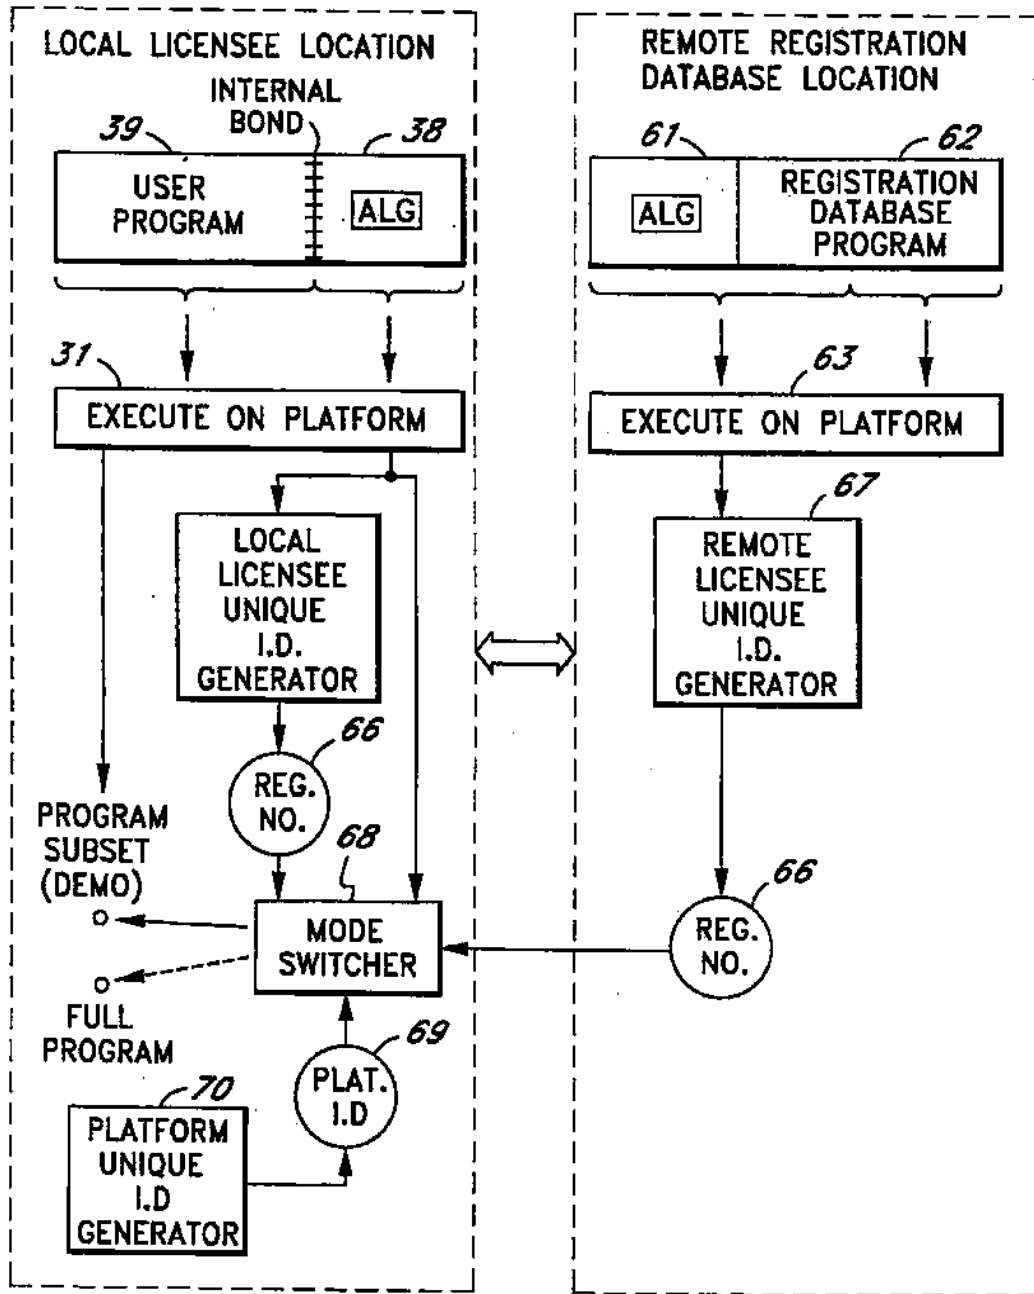 LOCAL LICENSEE LOCATION
INTERNAL
BOND
39
38
USER
PROGRAM
ALG
31
EXECUTE ON PLATFORM
LOCAL
LICENSEE
UNIQUE
I.D.
GENERATOR
66
REG.
NO.
PROGRAM
SUBSET
(DEMO)
68
MODE
SWITCHER
FULL
PROGRAM
69
PLAT.
I.D
70
PLATFORM
UNIQUE
I.D
GENERATOR
REMOTE REGISTRATION
DATABASE LOCATION
61
62
ALG
REGISTRATION
DATABASE
PROGRAM
63
EXECUTE ON PLATFORM
67
REMOTE
LICENSEE
UNIQUE
I.D.
GENERATOR
66
REG.
NO.